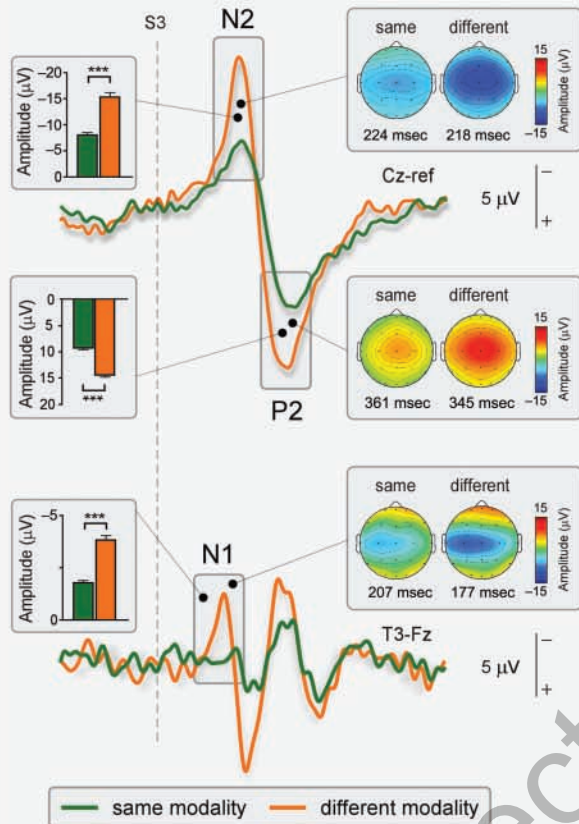 S3
N2
Amplitude (µV)
–20
–15
–10
–5
0
***
same different
224 msec 218 msec
15
–15
Amplitude (µV)
Cz-ref
5 µV
–
+
Amplitude (µV)
0
5
10
15
20
***
P2
same different
361 msec 345 msec
15
–15
Amplitude (µV)
Amplitude (µV)
–5
0
***
N1
same different
207 msec 177 msec
15
–15
Amplitude (µV)
T3-Fz
5 µV
–
+
same modality different modality